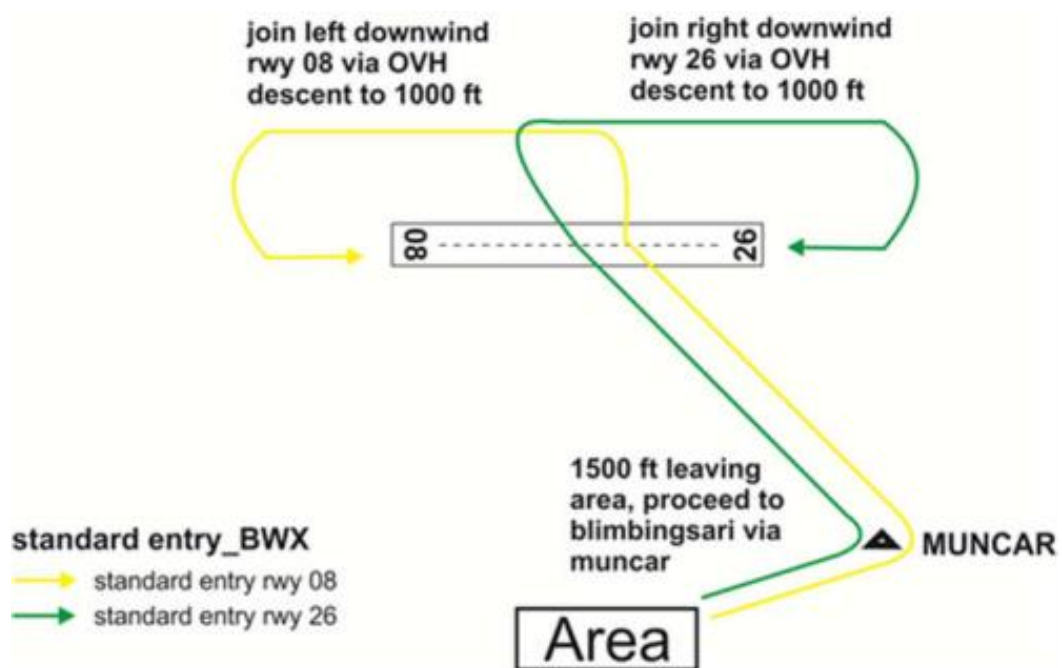 join left downwind
rwy 08 via OVH
descent to 1000 ft
join right downwind
rwy 26 via OVH
descent to 1000 ft
08
26
1500 ft leaving
area, proceed to
blimbingsari via
muncar
MUNCAR
standard entry_BWX
standard entry rwy 08
standard entry rwy 26
Area